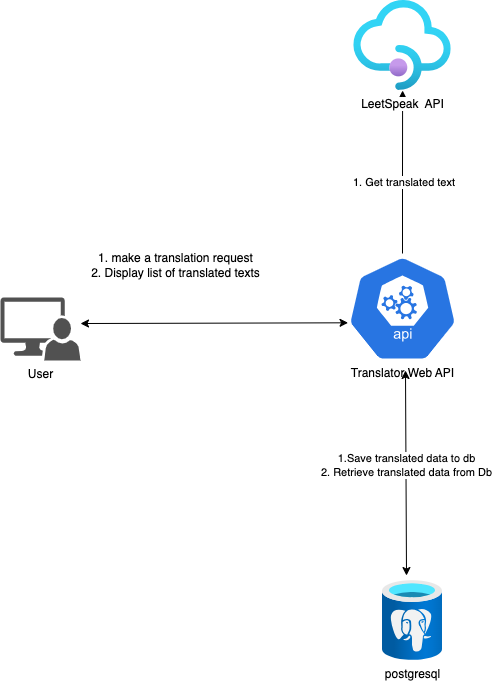 LeetSpeak  API
1. Get translated text
1. make a translation request
2. Display list of translated texts
api
User
Translator.Web API
1.Save translated data to db
2. Retrieve translated data from Db
postgresql